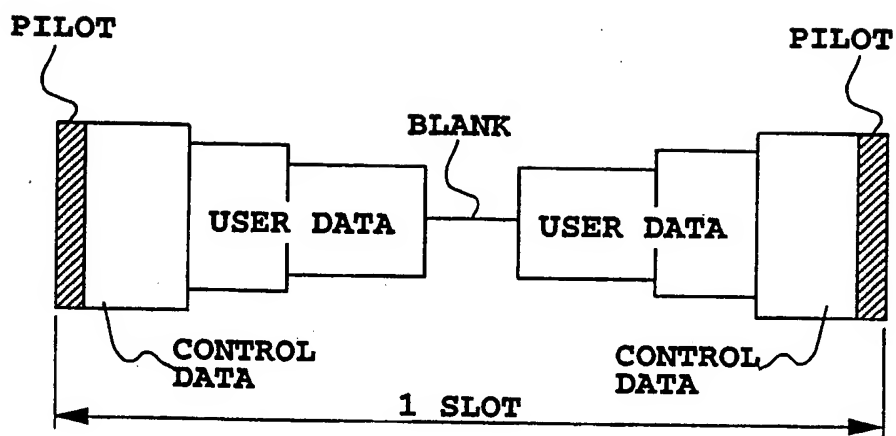 PILOT
PILOT
BLANK
USER DATA
USER DATA
CONTROL
DATA
CONTROL
DATA
1 SLOT